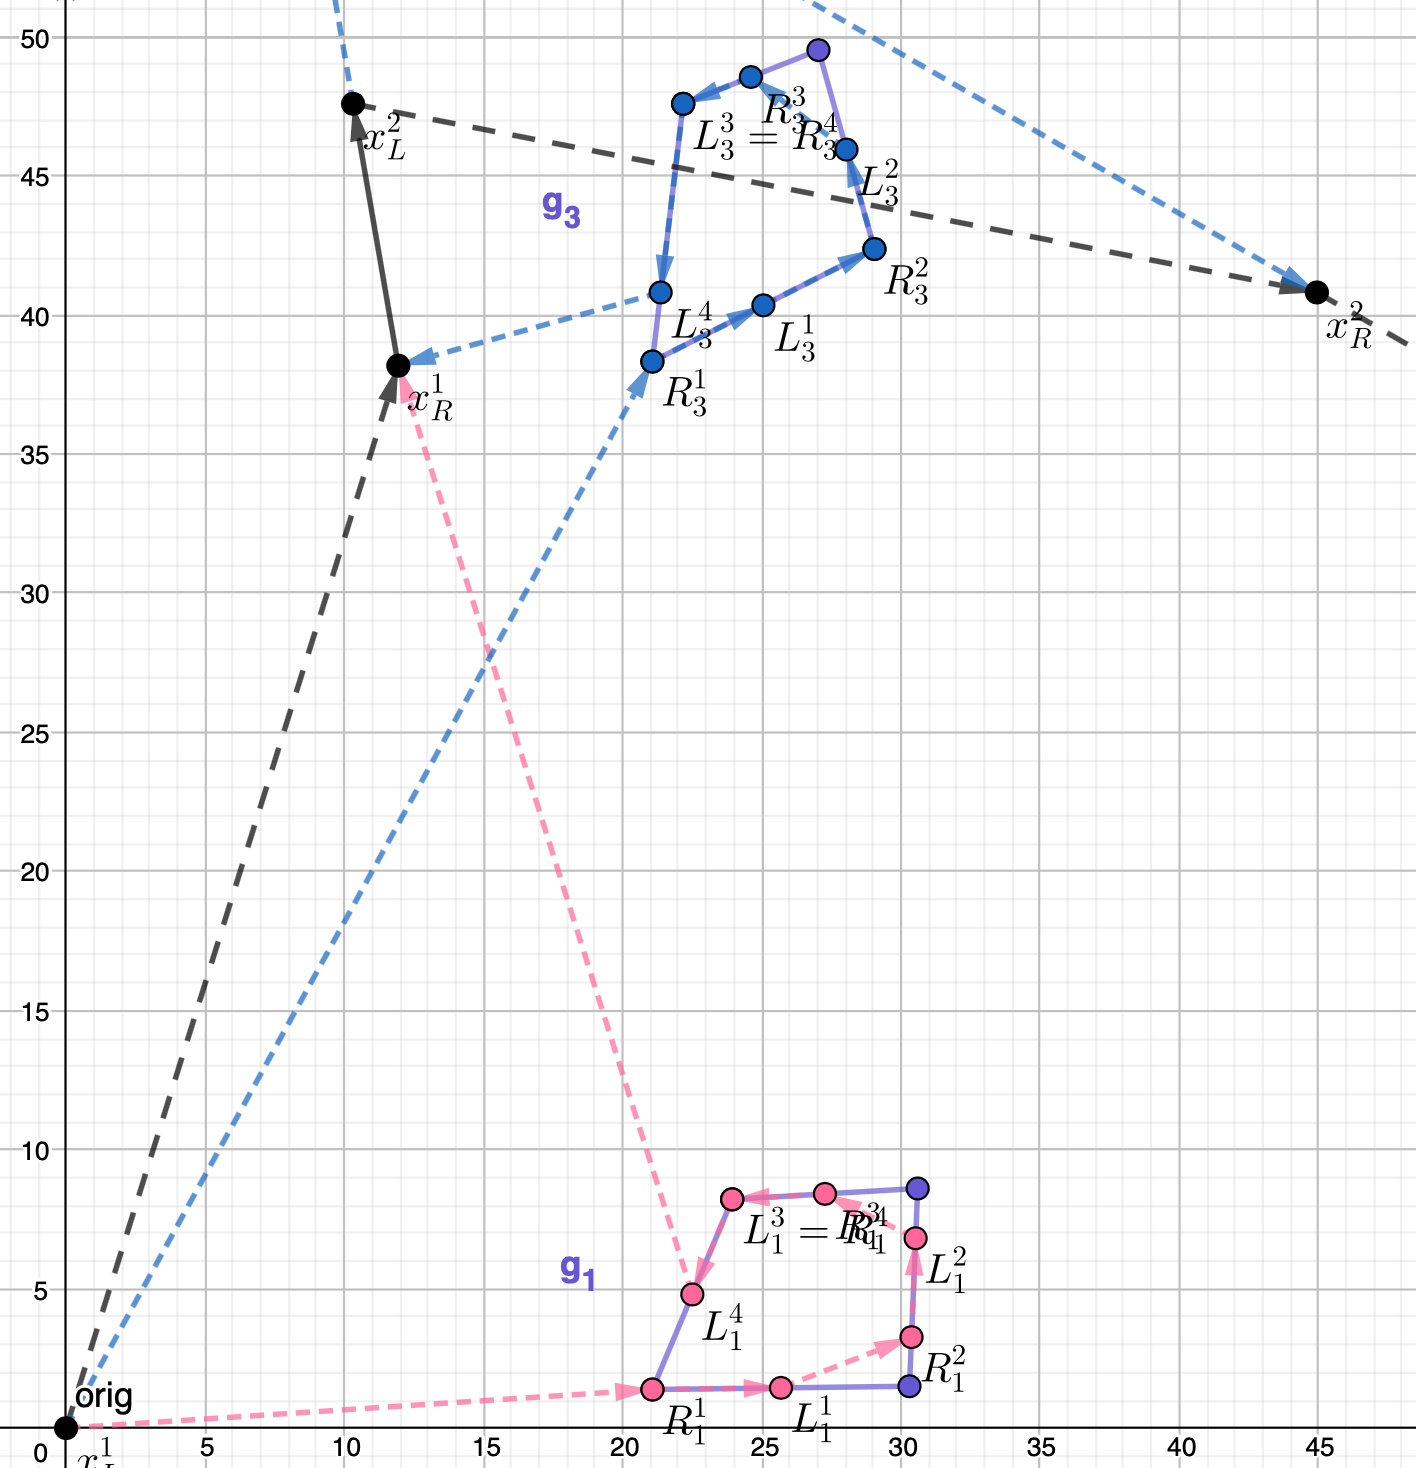 50
x_L^2
R_3^3
L_3^3 = R_3^4
L_3^2
45
g_3
R_3^2
40
L_3^4
L_3^1
x_R^2
x_R^1
R_3^1
35
30
25
20
15
10
L_1^3 = R_1^4
R_1^3
L_1^2
g_1
5
L_1^4
R_1^2
orig
R_1^1
L_1^1
0 5 10 15 20 25 30 35 40 45